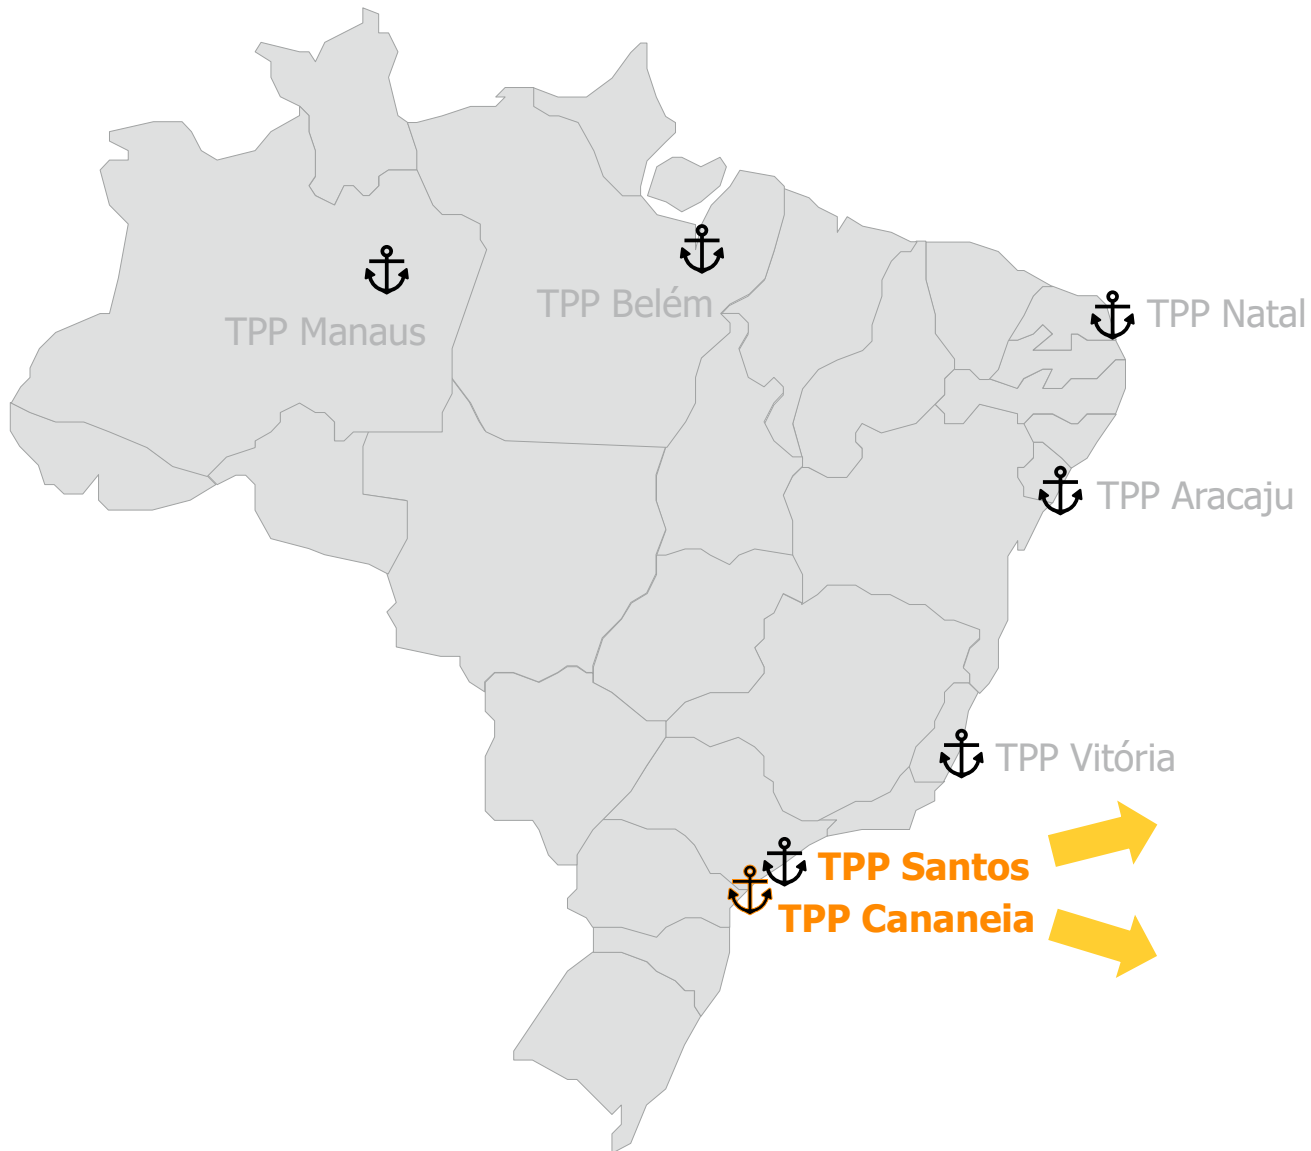 TPP Belém
TPP Manaus
TPP Natal
TPP Aracaju
TPP Vitória
TPP Santos
TPP Cananeia